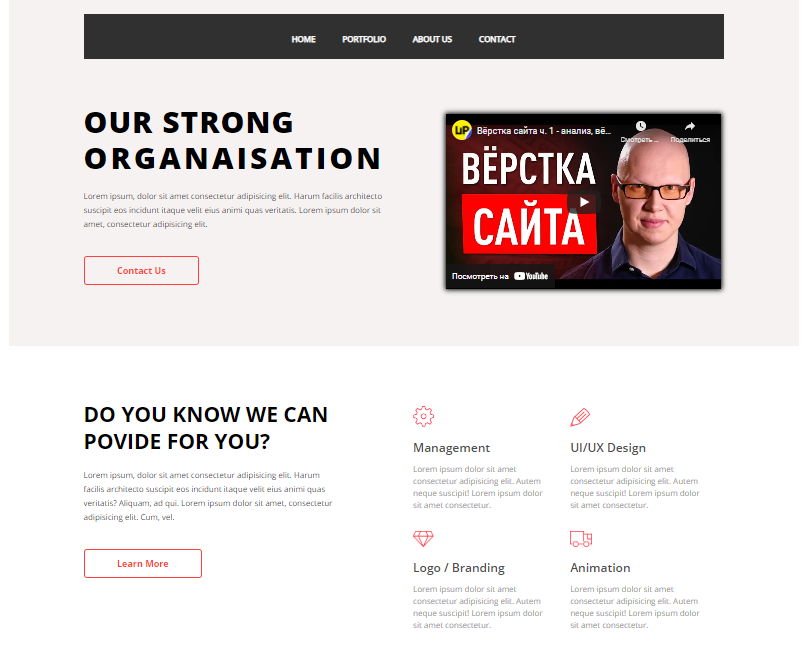 HOME PORTFOLIO ABOUT US CONTACT
OUR STRONG
ORGANAISATION
Lorem ipsum, dolor sit amet consectetur adipisicing elit. Harum facilis architecto
suscipit eos incidunt itaque velit eius animi quas veritatis. Lorem ipsum dolor sit
amet, consectetur adipisicing elit.
Contact Us
Вёрстка сайта ч. 1 - анализ, вё...
Смотреть ...
Поделиться
ВЁРСТКА
САЙТА
Посмотреть на YouTube
DO YOU KNOW WE CAN
POVIDE FOR YOU?
Lorem ipsum, dolor sit amet consectetur adipisicing elit. Harum
facilis architecto suscipit eos incidunt itaque velit eius animi quas
veritatis? Aliquam, ad qui. Lorem ipsum dolor sit amet, consectetur
adipisicing elit. Cum, vel.
Learn More
Management
Lorem ipsum dolor sit amet
consectetur adipisicing elit. Autem
neque suscipit! Lorem ipsum dolor
sit amet consectetur.
UI/UX Design
Lorem ipsum dolor sit amet
consectetur adipisicing elit. Autem
neque suscipit! Lorem ipsum dolor
sit amet consectetur.
Logo / Branding
Lorem ipsum dolor sit amet
consectetur adipisicing elit. Autem
neque suscipit! Lorem ipsum dolor
sit amet consectetur.
Animation
Lorem ipsum dolor sit amet
consectetur adipisicing elit. Autem
neque suscipit! Lorem ipsum dolor
sit amet consectetur.